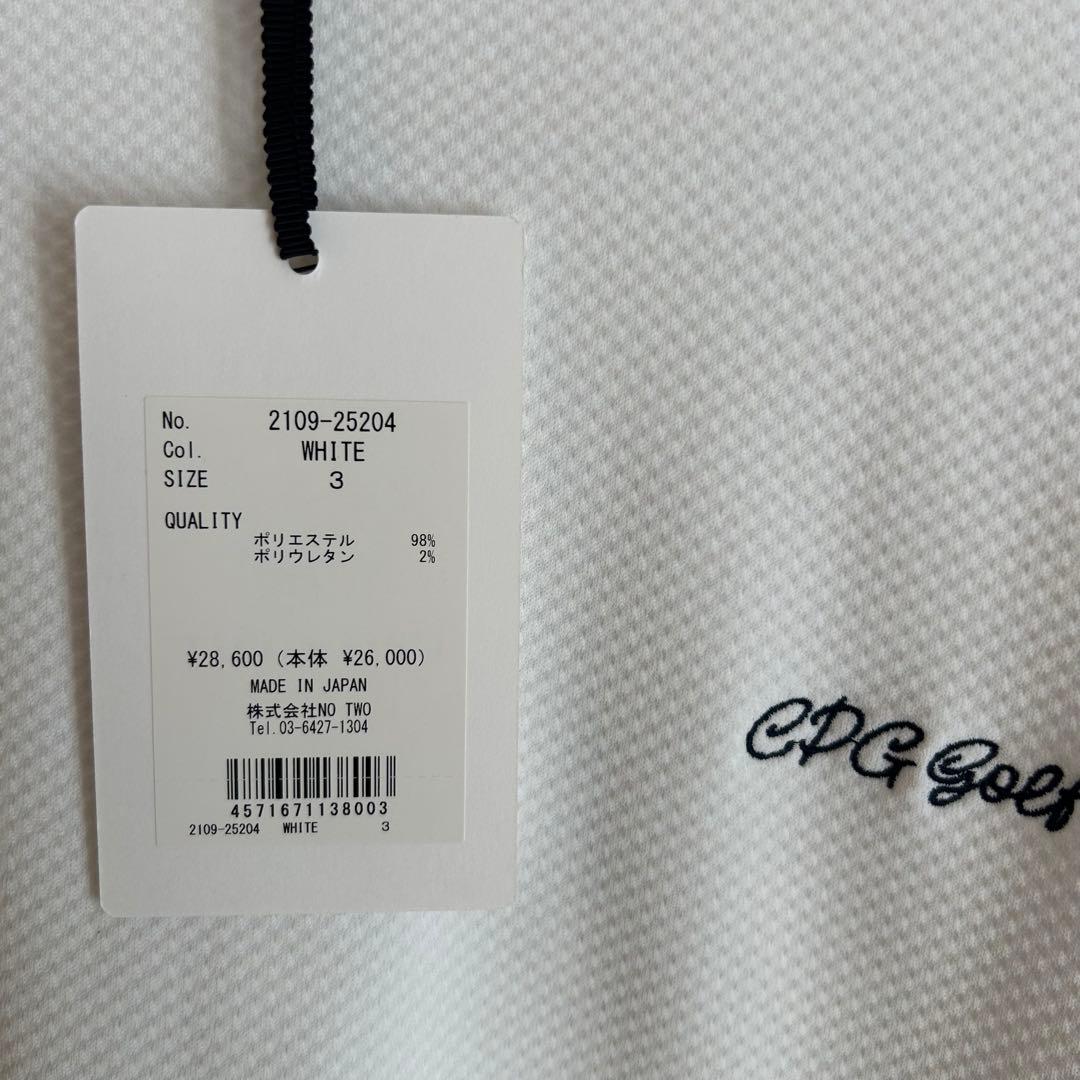 No. 2109-25204
Col. WHITE
SIZE 3
QUALITY
ポリエステル 98%
ポリウレタン 2%
¥28,600 (本体 ¥26,000)
MADE IN JAPAN
株式会社NO TWO
Tel.03-6427-1304
4571671138003
2109-25204 WHITE 3
CPG Golf